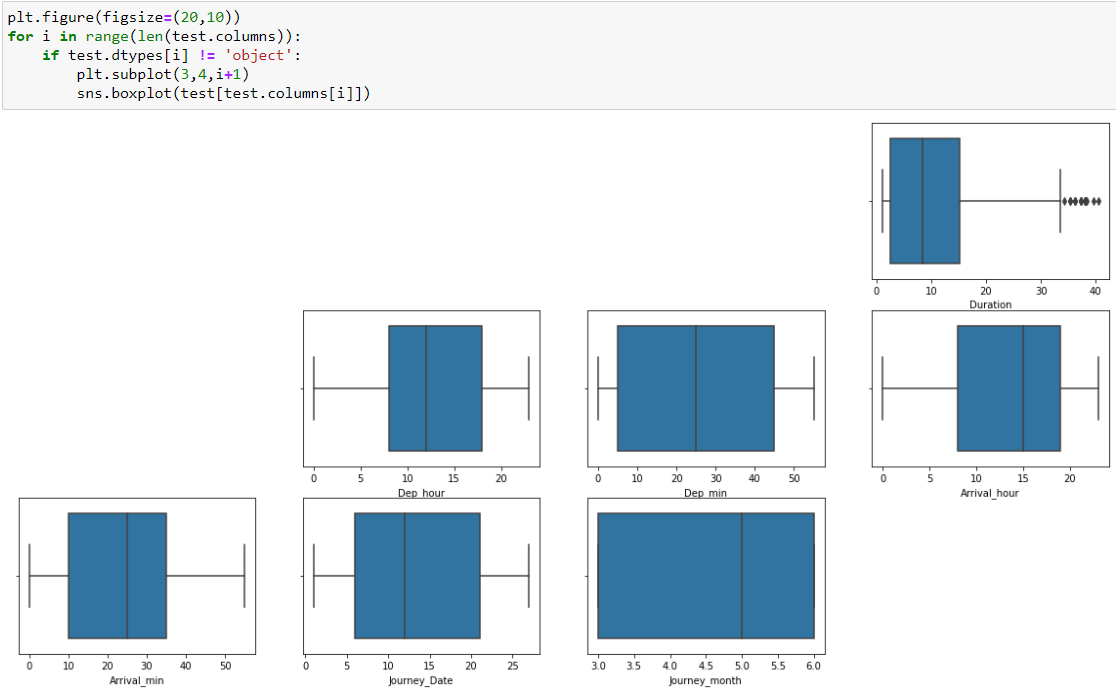 plt.figure(figsize=(20,10))
for i in range(len(test.columns)):
    if test.dtypes[i] != 'object':
        plt.subplot(3,4,i+1)
        sns.boxplot(test[test.columns[i]])
0 10 20 30 40
Duration
0 5 10 15 20
Dep_hour
0 10 20 30 40 50
Dep_min
0 5 10 15 20
Arrival_hour
0 10 20 30 40 50
Arrival_min
0 5 10 15 20 25
Journey_Date
3.0 3.5 4.0 4.5 5.0 5.5 6.0
Journey_month